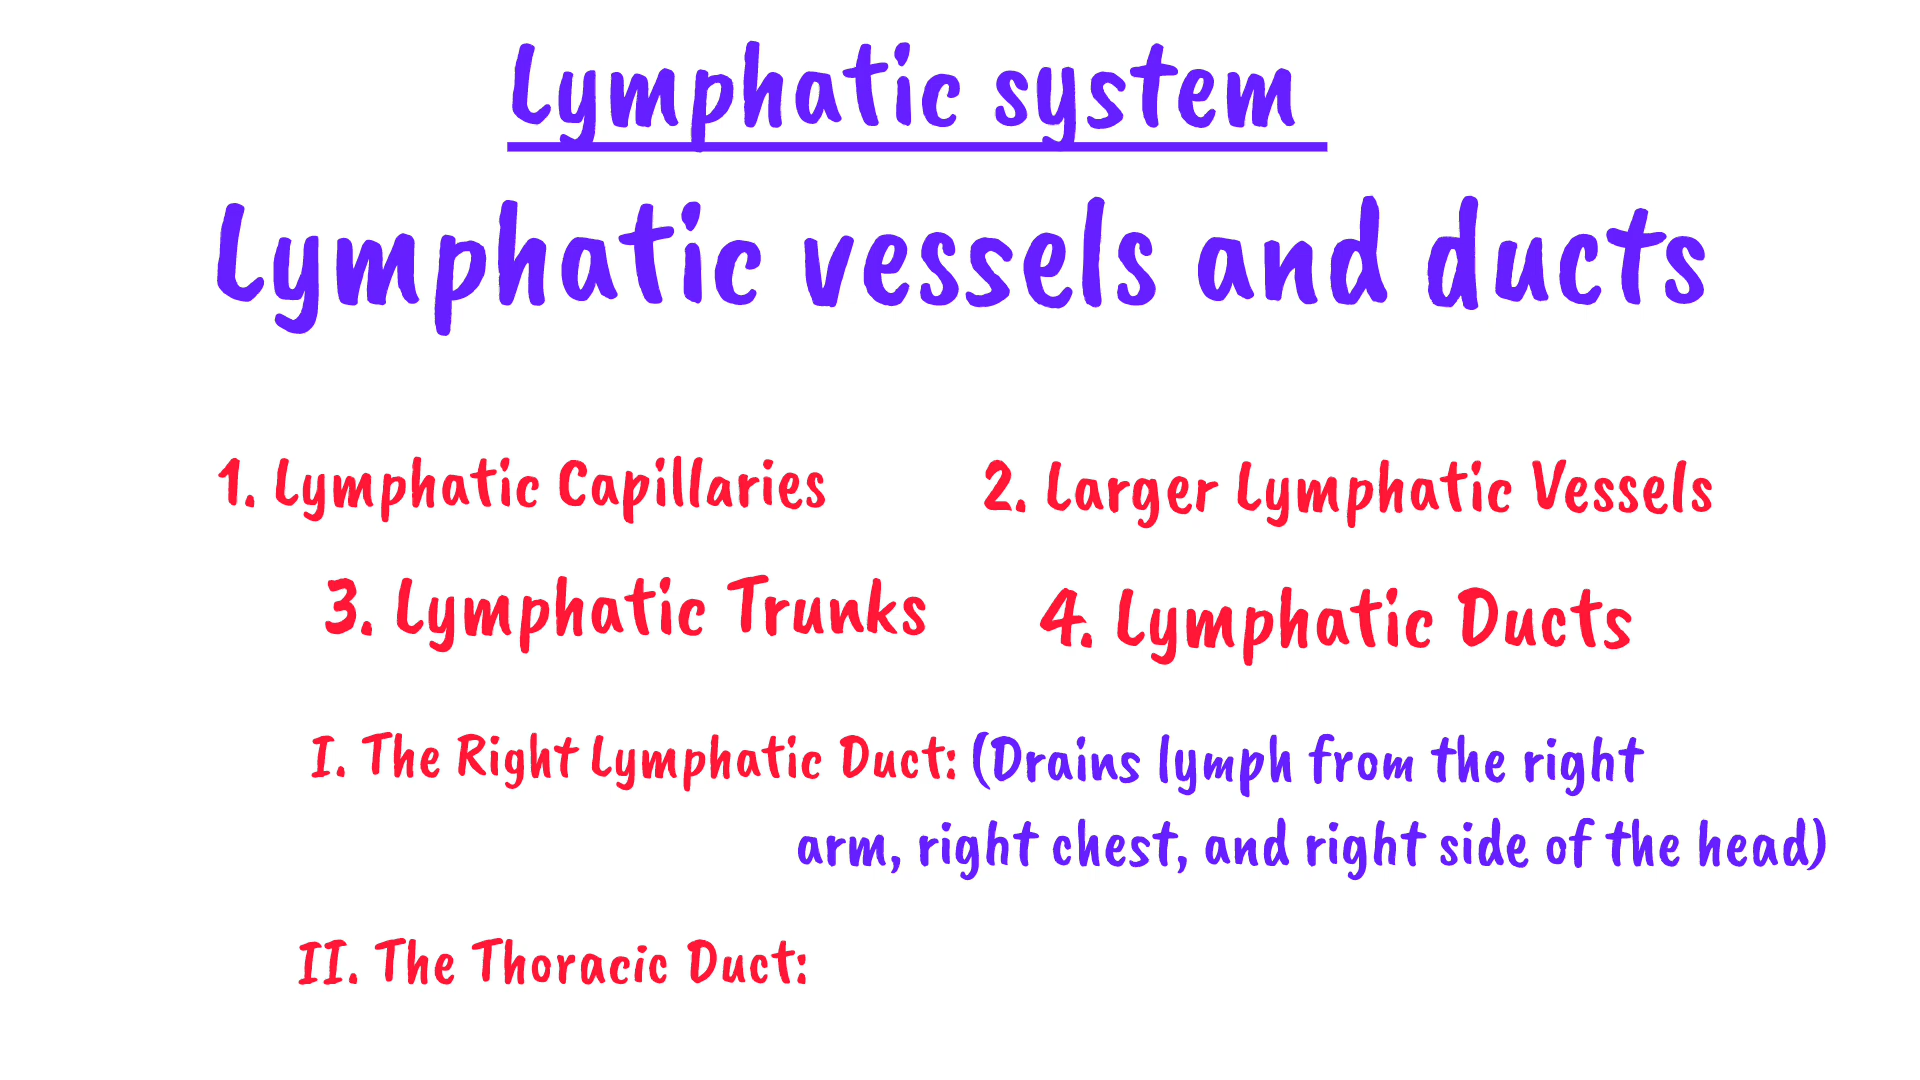 Lymphatic system
Lymphatic vessels and ducts
1. Lymphatic Capillaries
2. Larger Lymphatic Vessels
3. Lymphatic Trunks
4. Lymphatic Ducts
I. The Right Lymphatic Duct: (Drains lymph from the right
arm, right chest, and right side of the head)
II. The Thoracic Duct: